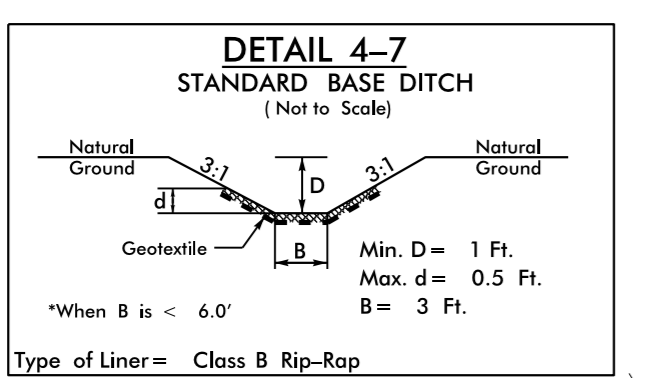 DETAIL 4–7
STANDARD BASE DITCH
( Not to Scale)
Natural
Ground
3:1
D
3:1
Natural
Ground
d
Geotextile
B
Min. D = 1 Ft.
Max. d = 0.5 Ft.
*When B is < 6.0'
B = 3 Ft.
Type of Liner = Class B Rip–Rap